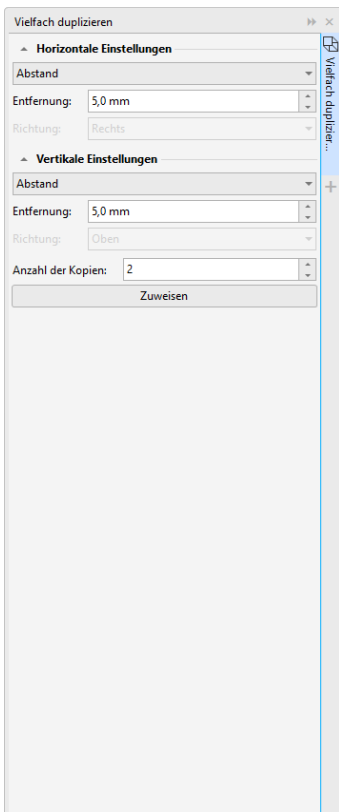 Vielfach duplizieren
Horizontale Einstellungen
Abstand
Entfernung: 5,0 mm
Richtung: Rechts
Vertikale Einstellungen
Abstand
Entfernung: 5,0 mm
Richtung: Oben
Anzahl der Kopien: 2
Zuweisen
Vielfach duplizier...